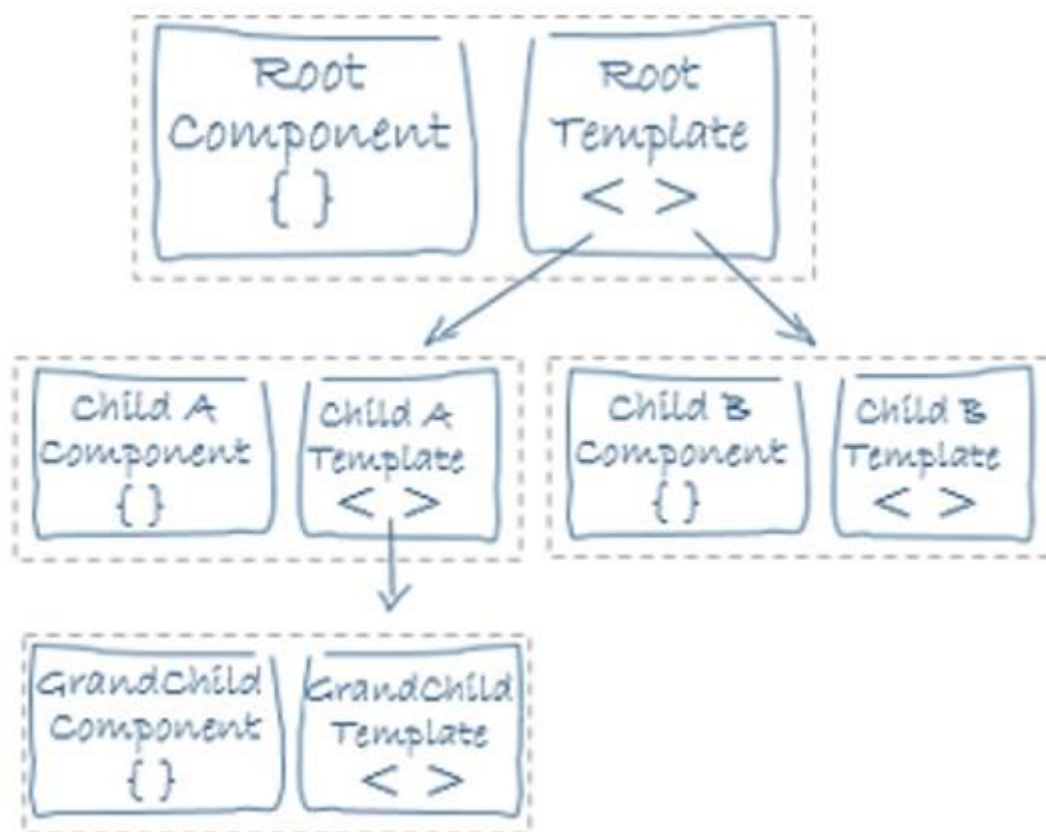 Root
Component
{ }
Root
Template
< >
Child A
Component
{ }
Child A
Template
< >
Child B
Component
{ }
Child B
Template
< >
GrandChild
Component
{ }
GrandChild
Template
< >